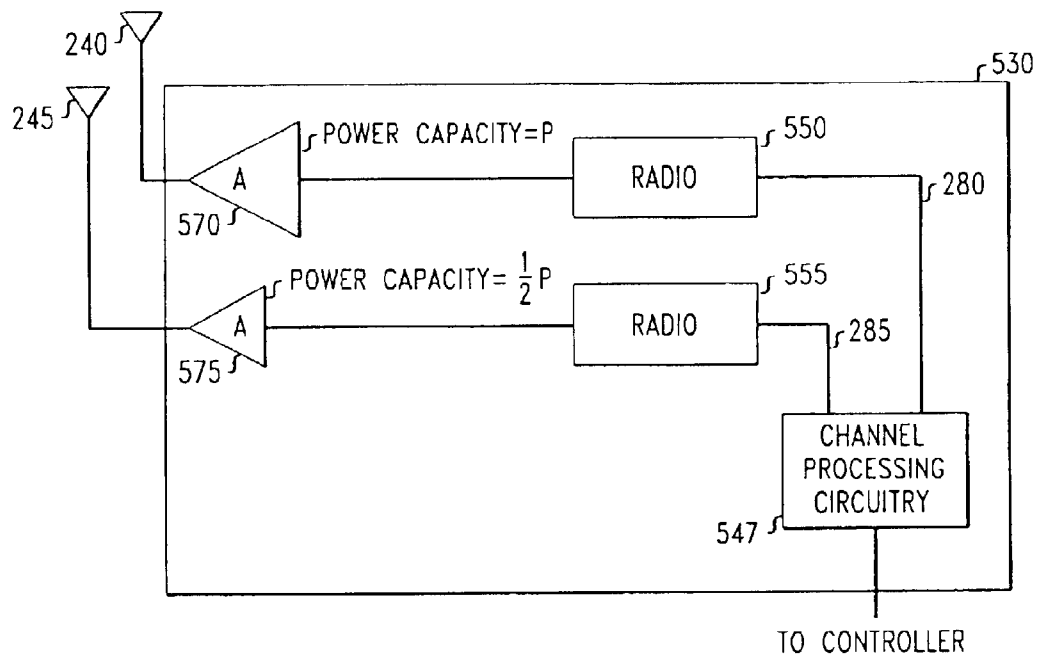 240
530
245
POWER CAPACITY=P
550
A
RADIO
280
570
POWER CAPACITY= 1/2 P
555
A
RADIO
285
575
CHANNEL
PROCESSING
CIRCUITRY
547
TO CONTROLLER